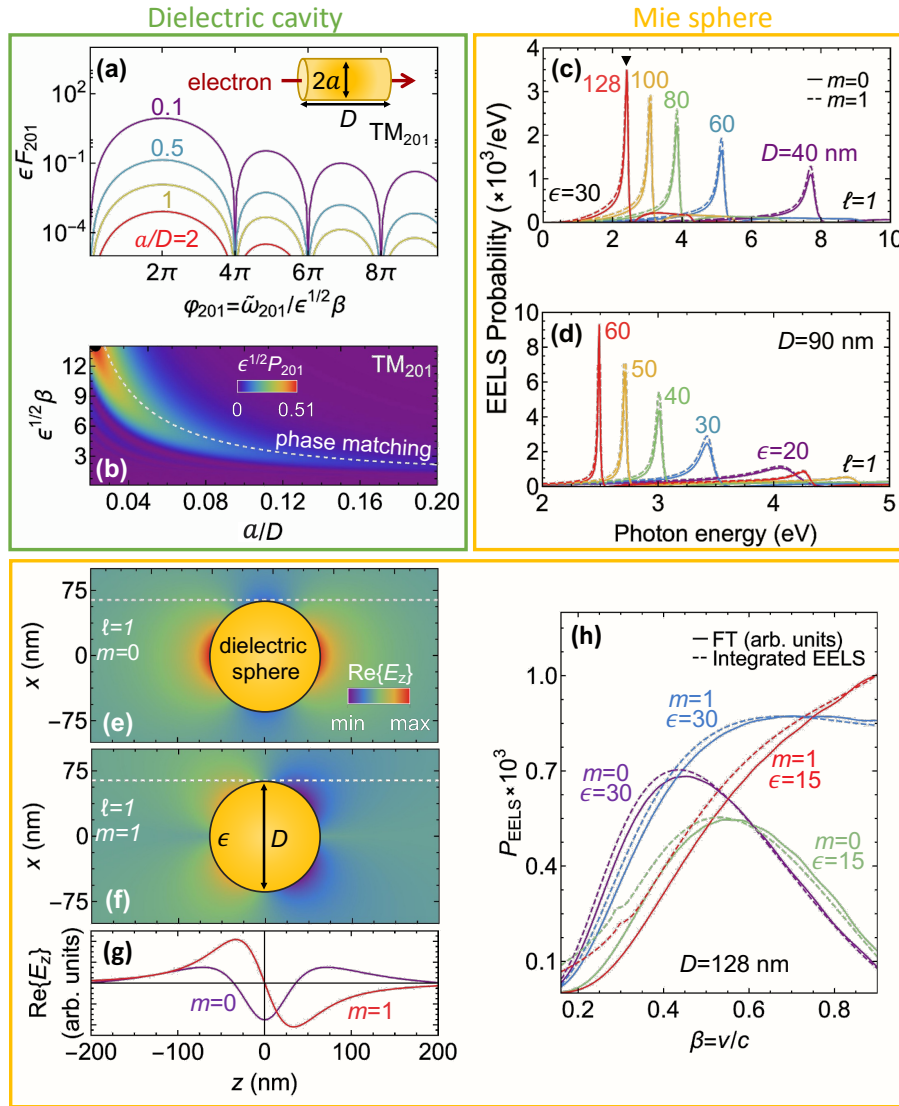 Dielectric cavity
Mie sphere
(a)
electron
2a
D
TM201
ϵF201
10²
10⁻¹
10⁻⁴
0.1
0.5
1
a/D=2
2π
4π
6π
8π
φ201=ω̃201/ϵ^1/2β
(b)
TM201
ϵ^1/2P201
0
0.51
phase matching
ϵ^1/2β
12
9
6
3
0.04
0.08
0.12
0.16
0.20
a/D
EELS Probability (×10³/eV)
(c)
128
100
80
60
D=40 nm
m=0
m=1
ϵ=30
ℓ=1
4
3
2
1
0
0
2
4
6
8
10
(d)
60
50
40
30
ϵ=20
D=90 nm
ℓ=1
10
8
6
4
2
0
2
3
4
5
Photon energy (eV)
x (nm)
75
0
−75
ℓ=1
m=0
dielectric
sphere
Re{Ez}
min
max
(e)
x (nm)
75
0
−75
ℓ=1
m=1
ϵ
D
(f)
Re{Ez}
(arb. units)
(g)
m=0
m=1
−200
−100
0
100
200
z (nm)
(h)
FT (arb. units)
Integrated EELS
PEELS × 10³
1.0
0.7
0.4
0.1
m=1
ϵ=30
m=0
ϵ=30
m=1
ϵ=15
m=0
ϵ=15
D=128 nm
0.2
0.4
0.6
0.8
β=v/c